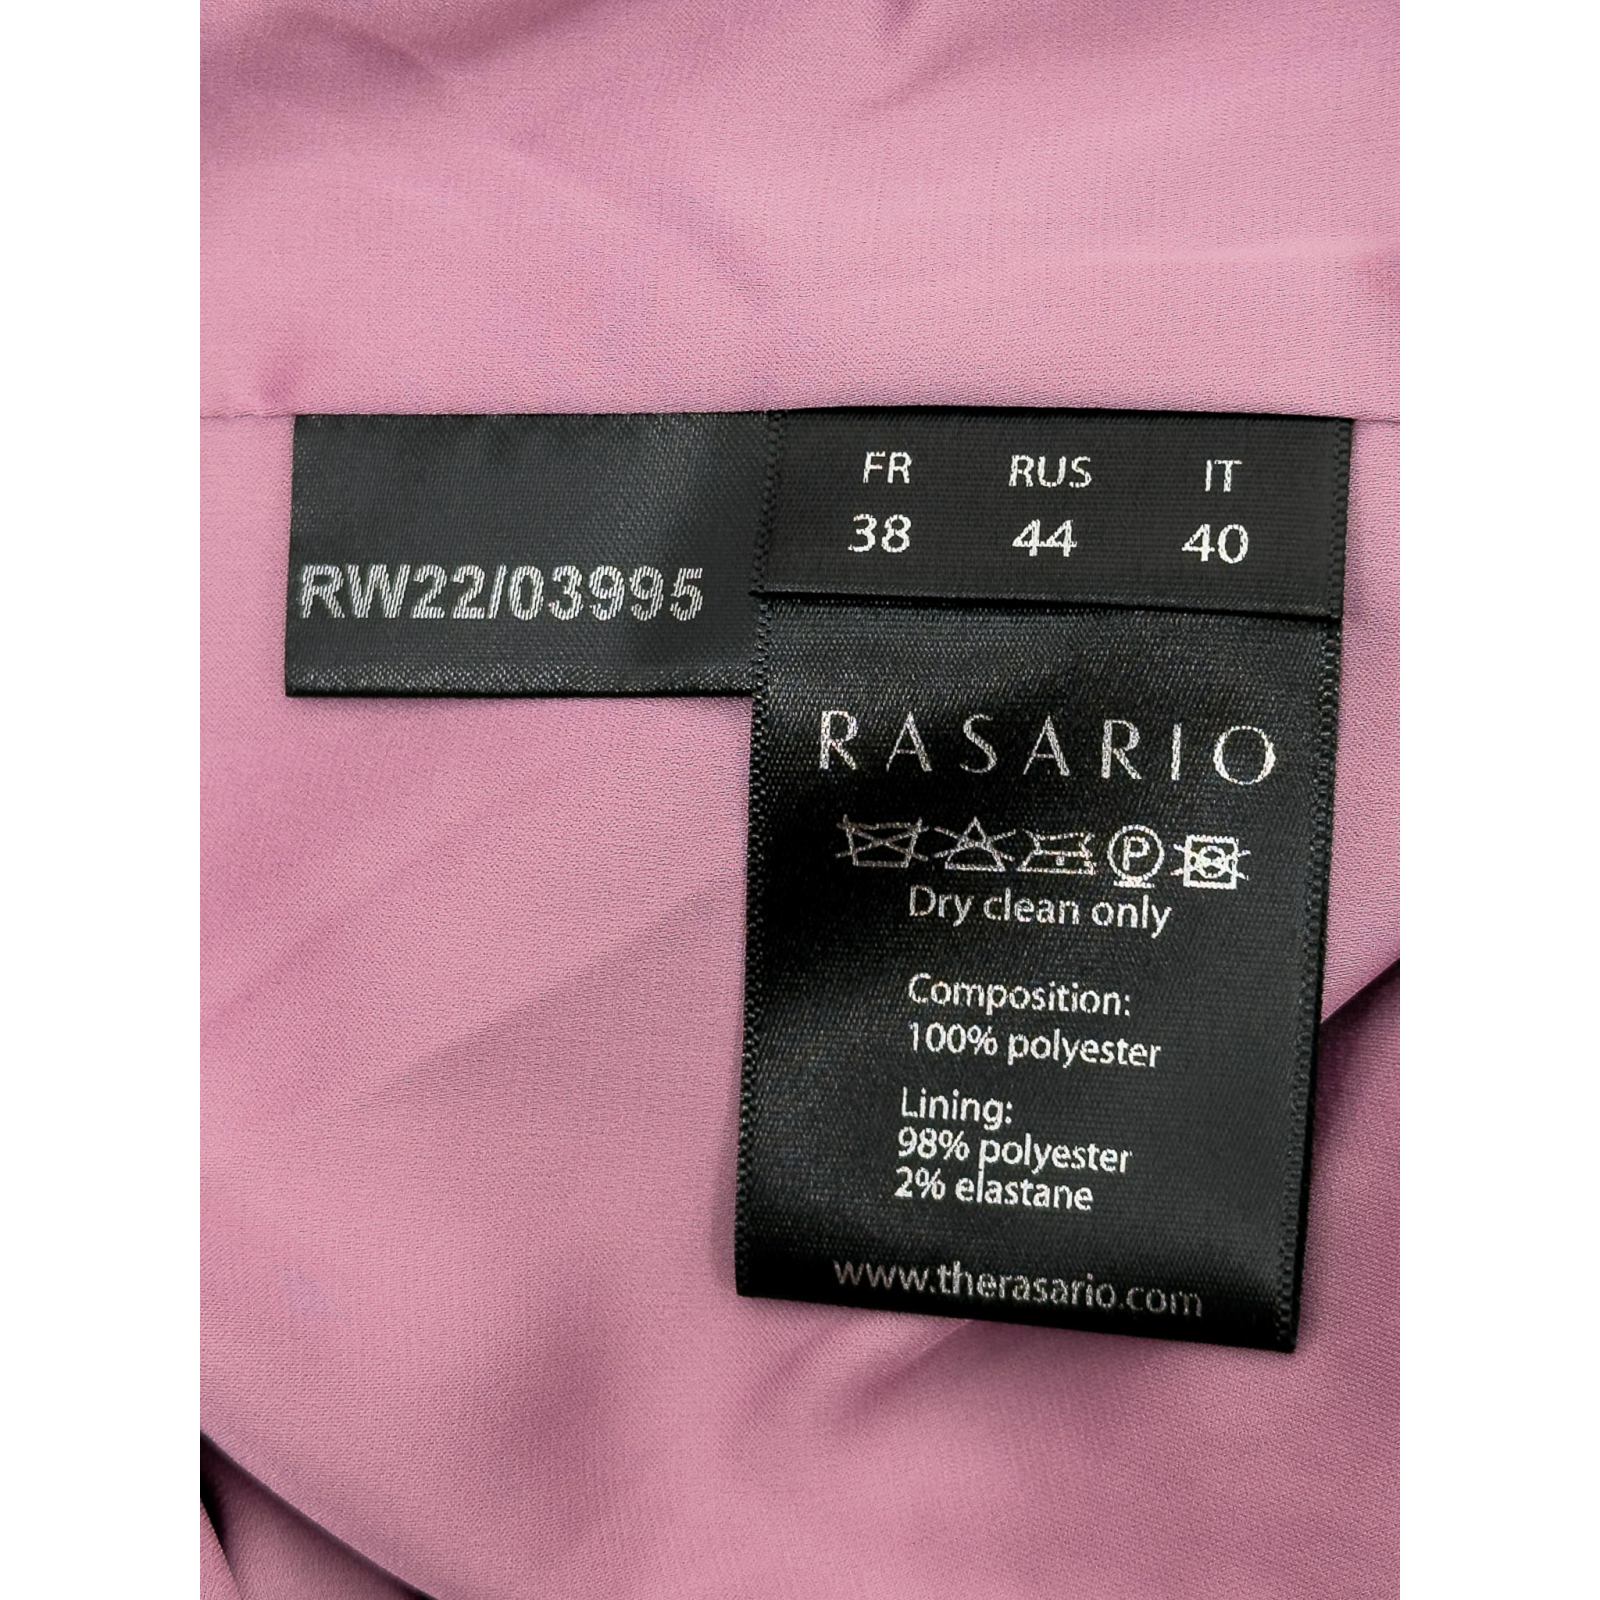 RW22/03995
FR RUS IT
38 44 40
RASARIO
P
Dry clean only
Composition:
100% polyester
Lining:
98% polyester
2% elastane
www.therasario.com